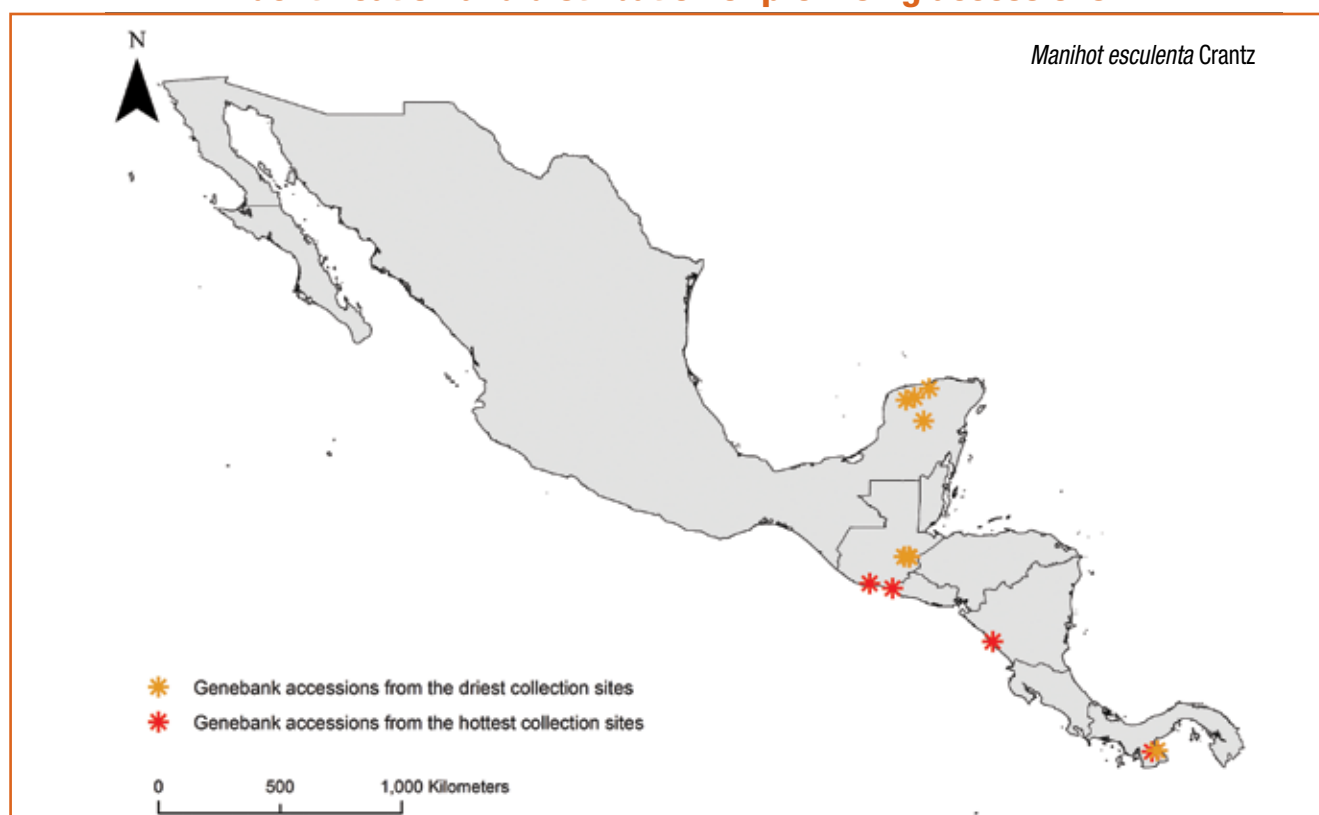 N
Manihot esculenta Crantz
Genebank accessions from the driest collection sites
Genebank accessions from the hottest collection sites
0 500 1,000 Kilometers